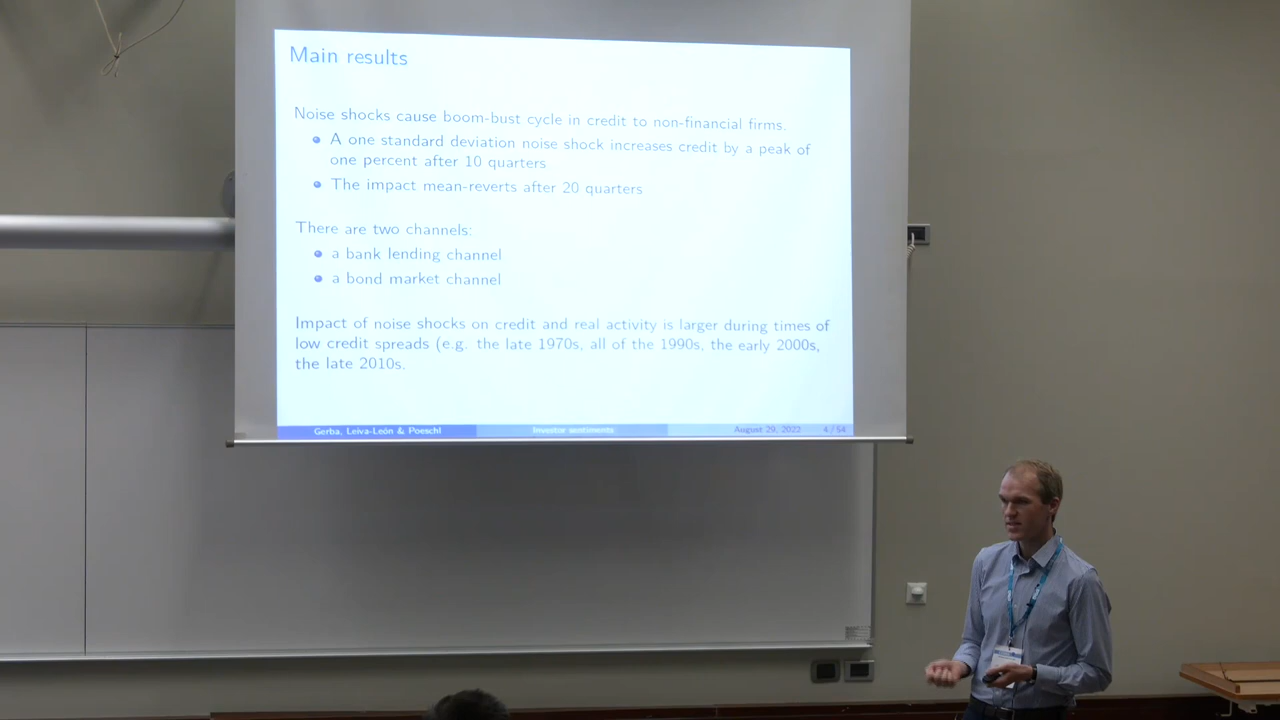 Main results
Noise shocks cause boom-bust cycle in credit to non-financial firms.
A one standard deviation noise shock increases credit by a peak of
one percent after 10 quarters
The impact mean-reverts after 20 quarters
There are two channels:
a bank lending channel
a bond market channel
Impact of noise shocks on credit and real activity is larger during times of
low credit spreads (e.g. the late 1970s, all of the 1990s, the early 2000s,
the late 2010s.
Gerba, Leiva-León & Poeschl Investor sentiments August 29, 2022 4 / 54